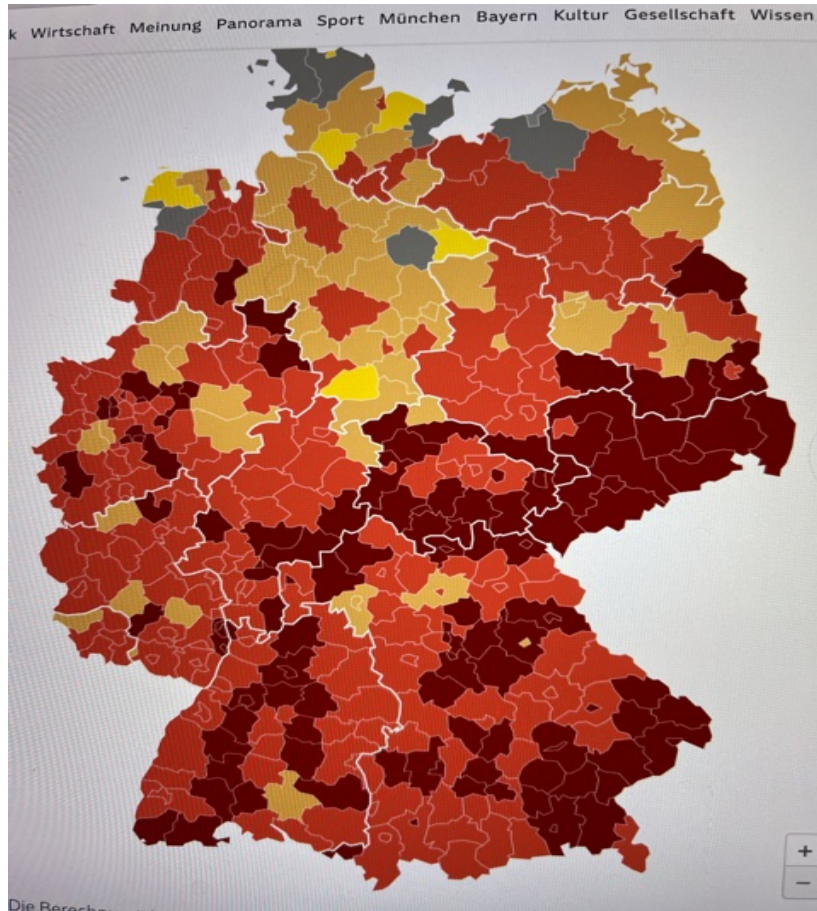 k Wirtschaft Meinung Panorama Sport München Bayern Kultur Gesellschaft Wissen
+
−
Die